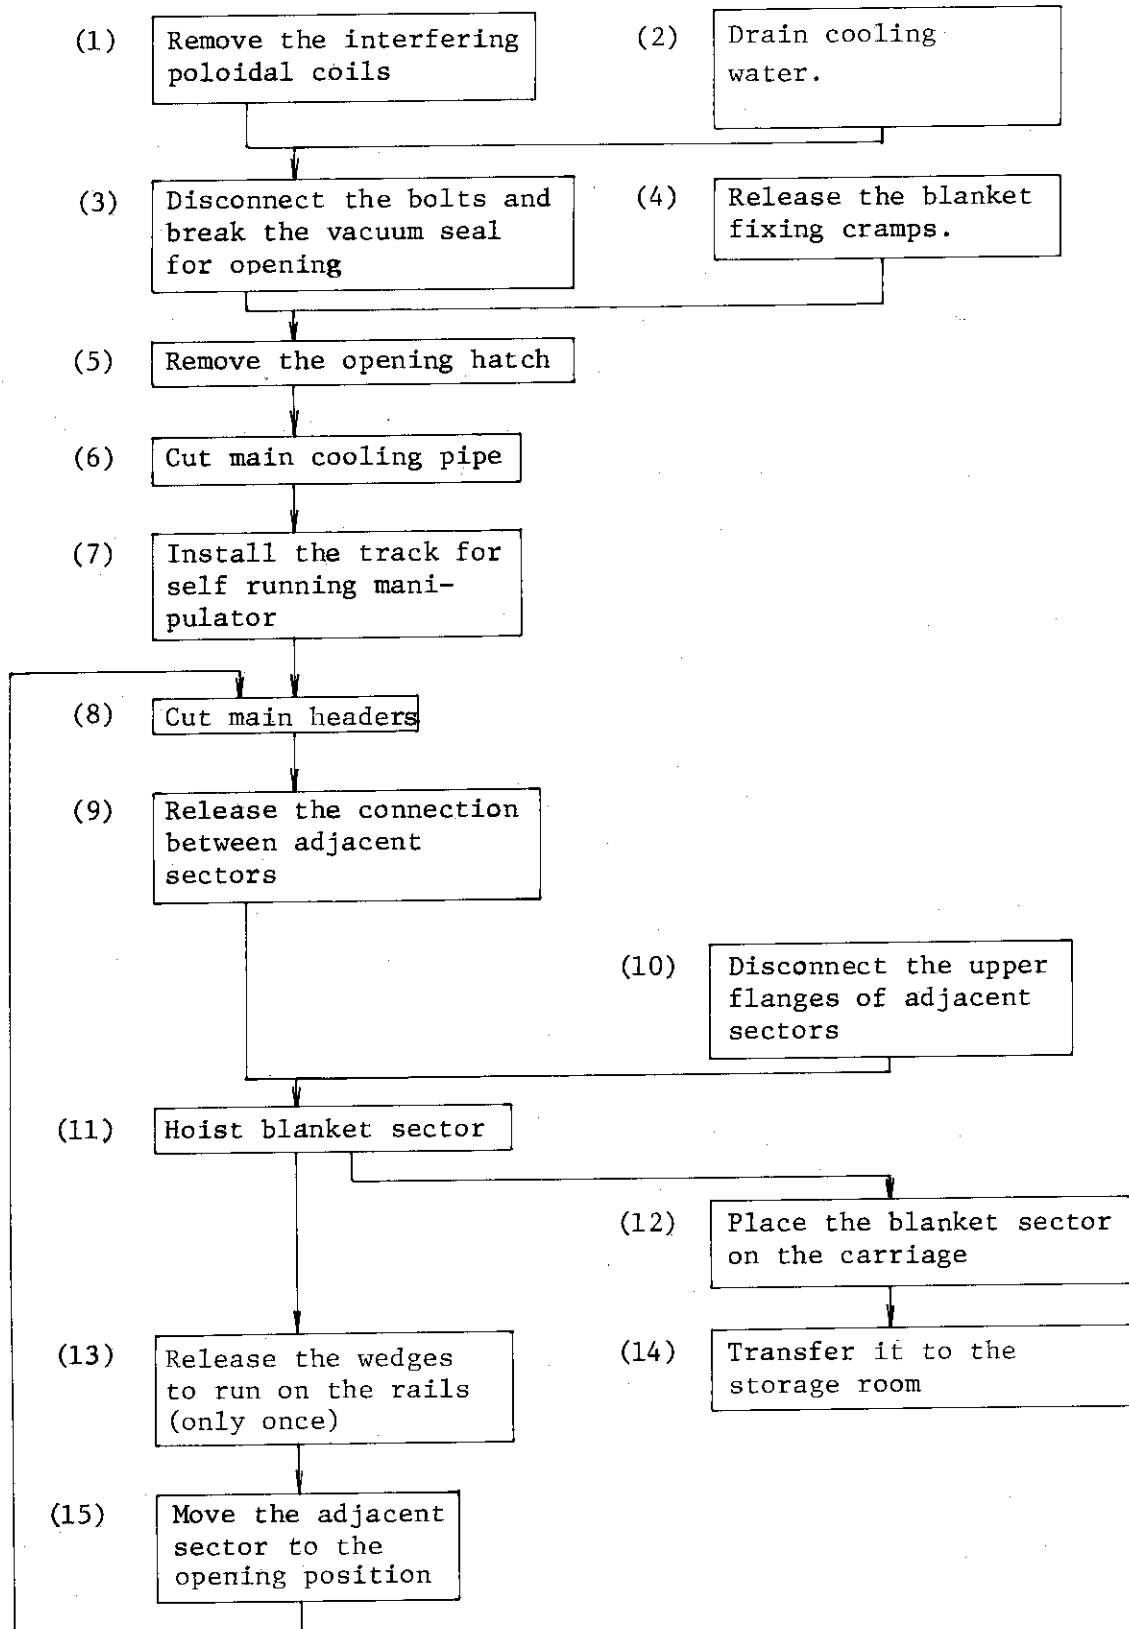 (1) Remove the interfering
poloidal coils
(2) Drain cooling
water.
(3) Disconnect the bolts and
break the vacuum seal
for opening
(4) Release the blanket
fixing cramps.
(5) Remove the opening hatch
(6) Cut main cooling pipe
(7) Install the track for
self running mani-
pulator
(8) Cut main headers
(9) Release the connection
between adjacent
sectors
(10) Disconnect the upper
flanges of adjacent
sectors
(11) Hoist blanket sector
(12) Place the blanket sector
on the carriage
(13) Release the wedges
to run on the rails
(only once)
(14) Transfer it to the
storage room
(15) Move the adjacent
sector to the
opening position